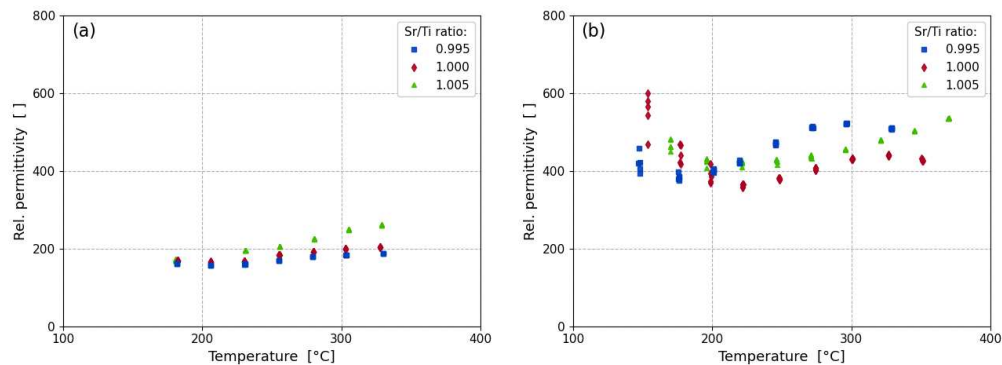 (a)
Sr/Ti ratio:
0.995
1.000
1.005
Rel. permittivity [ ]
800
600
400
200
0
100 200 300 400
Temperature [°C]
(b)
Sr/Ti ratio:
0.995
1.000
1.005
Rel. permittivity [ ]
800
600
400
200
0
100 200 300 400
Temperature [°C]